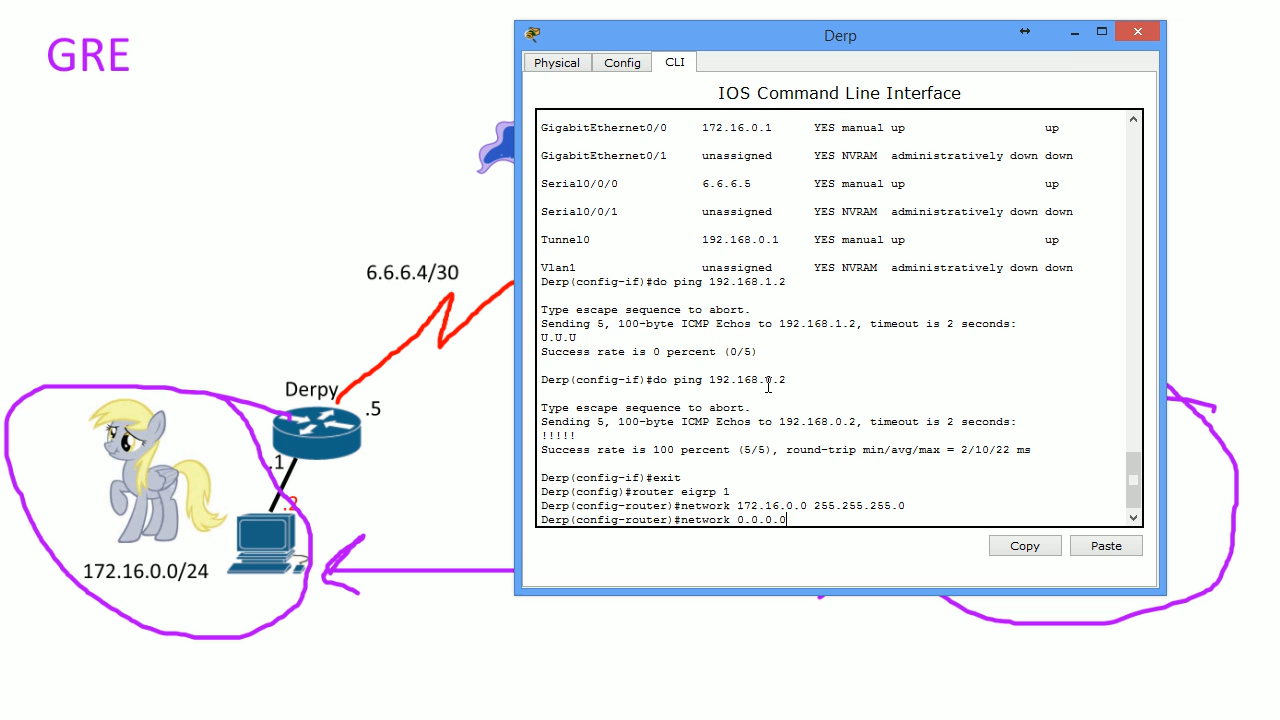 GRE
Derp
Physical Config CLI
IOS Command Line Interface
GigabitEthernet0/0 172.16.0.1 YES manual up up
GigabitEthernet0/1 unassigned YES NVRAM administratively down down
Serial0/0/0 6.6.6.5 YES manual up up
Serial0/0/1 unassigned YES NVRAM administratively down down
Tunnel0 192.168.0.1 YES manual up up
Vlan1 unassigned YES NVRAM administratively down down
Derp(config-if)#do ping 192.168.1.2
Type escape sequence to abort.
Sending 5, 100-byte ICMP Echos to 192.168.1.2, timeout is 2 seconds:
U.U.U
Success rate is 0 percent (0/5)
Derp(config-if)#do ping 192.168.0.2
Type escape sequence to abort.
Sending 5, 100-byte ICMP Echos to 192.168.0.2, timeout is 2 seconds:
!!!!!
Success rate is 100 percent (5/5), round-trip min/avg/max = 2/10/22 ms
Derp(config-if)#exit
Derp(config)#router eigrp 1
Derp(config-router)#network 172.16.0.0 255.255.255.0
Derp(config-router)#network 0.0.0.0
Copy Paste
6.6.6.4/30
Derpy
.5
.1
.2
172.16.0.0/24